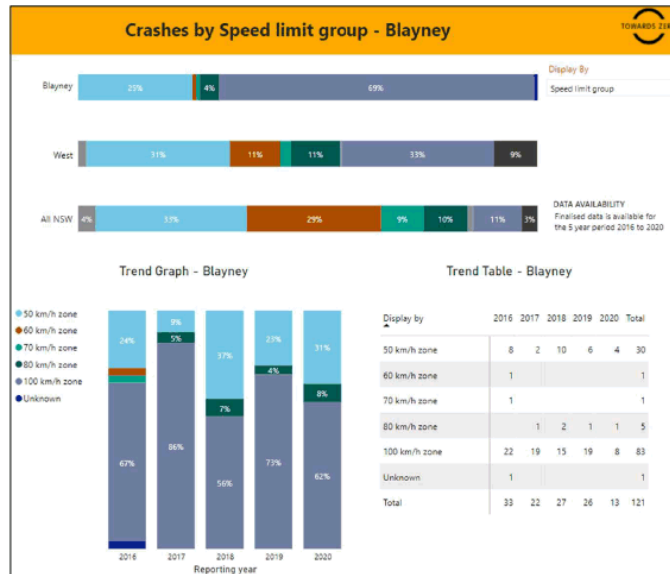 Crashes by Speed limit group - Blayney
TOWARDS ZER
Blayney
25%
4%
69%
Display By
Speed limit group
West
31%
11%
11%
33%
9%
All NSW
4%
33%
29%
9%
10%
11%
3%
DATA AVAILABILITY
Finalised data is available for
the 5 year period 2016 to 2020
Trend Graph - Blayney
50 km/h zone
60 km/h zone
70 km/h zone
80 km/h zone
100 km/h zone
Unknown
24%
67%
9%
5%
86%
37%
7%
56%
23%
4%
73%
31%
8%
62%
2016 2017 2018 2019 2020
Reporting year
Trend Table - Blayney
Display by 2016 2017 2018 2019 2020 Total
50 km/h zone 8 2 10 6 4 30
60 km/h zone 1 1
70 km/h zone 1 1
80 km/h zone 1 2 1 1 5
100 km/h zone 22 19 15 19 8 83
Unknown 1 1
Total 33 22 27 26 13 121